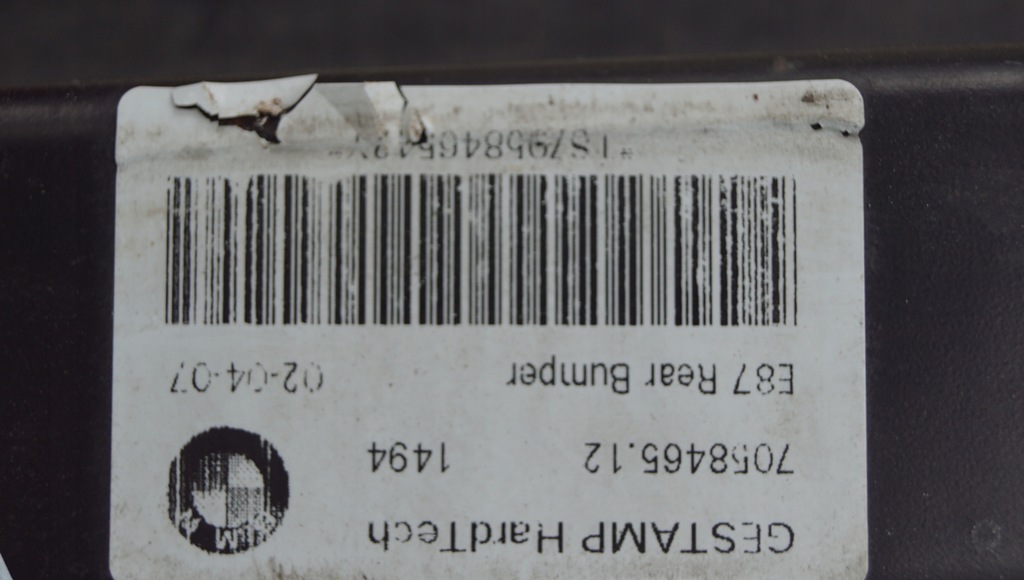 GESTAMP HardTech
7058465.12 1494
E87 Rear Bumper 02-04-07